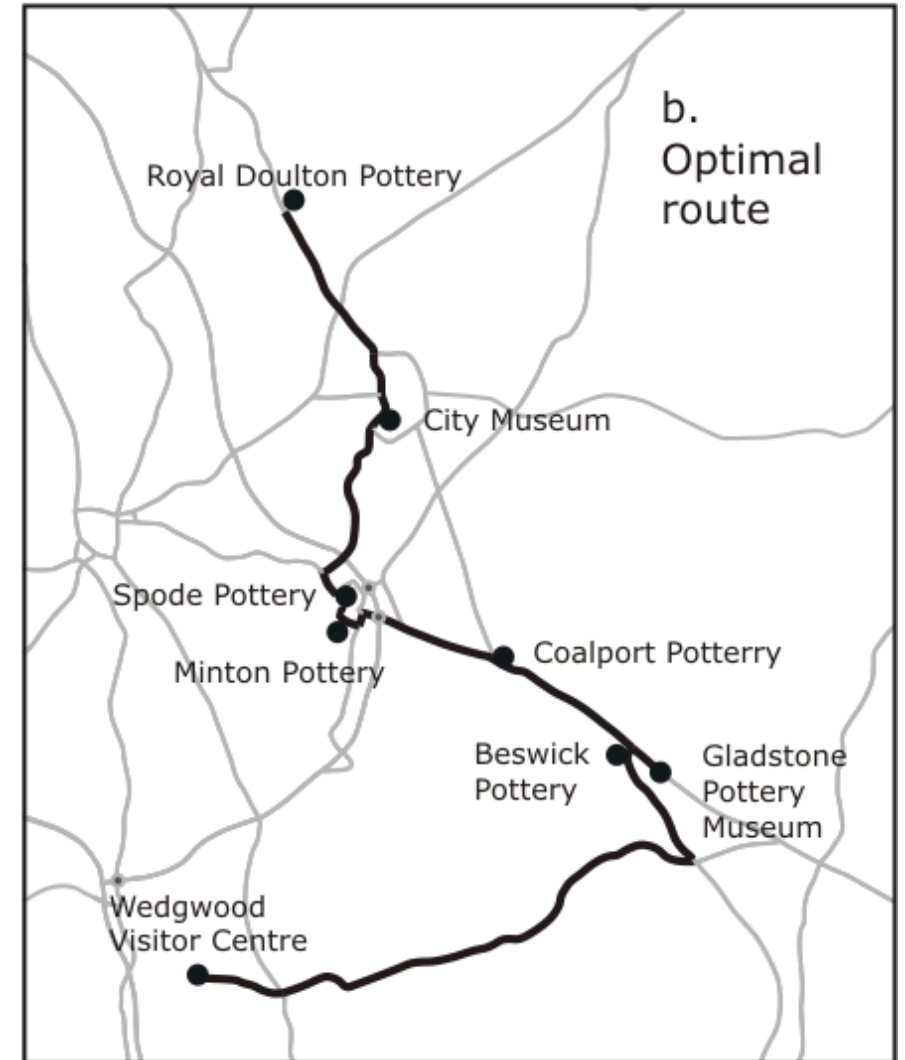 b.
Optimal
route
Royal Doulton Pottery
City Museum
Spode Pottery
Minton Pottery
Coalport Potterry
Beswick
Pottery
Gladstone
Pottery
Museum
Wedgwood
Visitor Centre